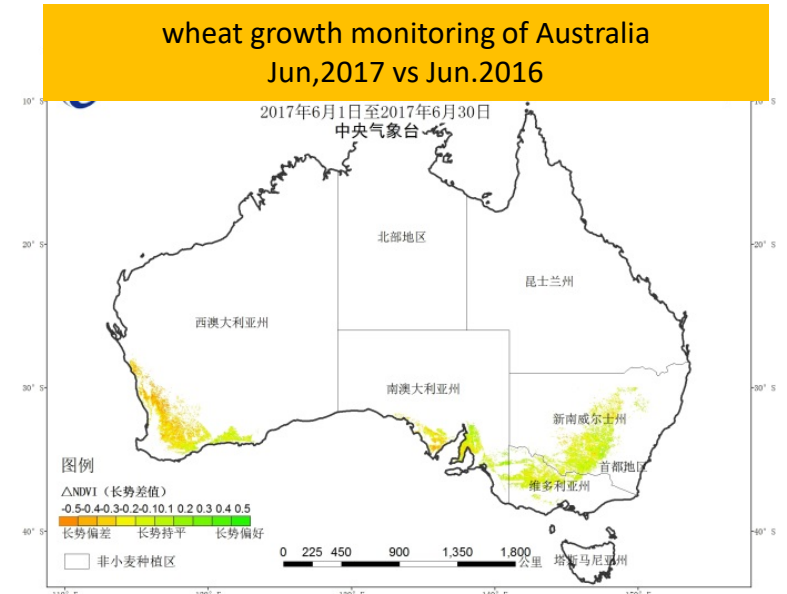 wheat growth monitoring of Australia
Jun,2017 vs Jun.2016
2017年6月1日至2017年6月30日
中央气象台
10° S
10° S
北部地区
20° S
20° S
昆士兰州
西澳大利亚州
30° S
30° S
南澳大利亚州
新南威尔士州
首都地区
图例
维多利亚州
△NDVI（长势差值）
-0.5-0.4-0.3-0.2-0.10.1 0.2 0.3 0.4 0.5
长势偏差 长势持平 长势偏好
40° S
40° S
非小麦种植区
0 225 450 900 1,350 1,800
公里
塔斯马尼亚州